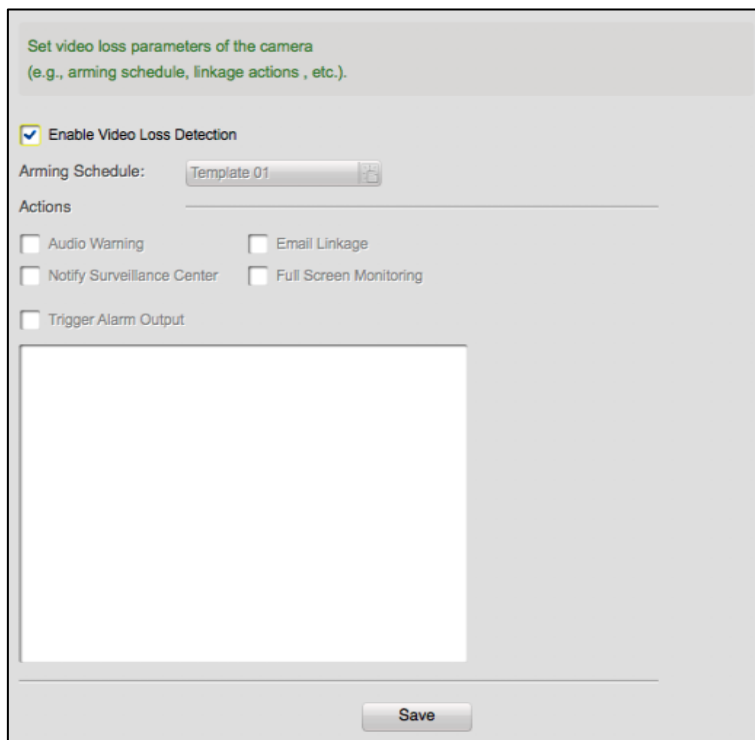 Set video loss parameters of the camera
(e.g., arming schedule, linkage actions , etc.).
Enable Video Loss Detection
Arming Schedule: Template 01
Actions
Audio Warning Email Linkage
Notify Surveillance Center Full Screen Monitoring
Trigger Alarm Output
Save